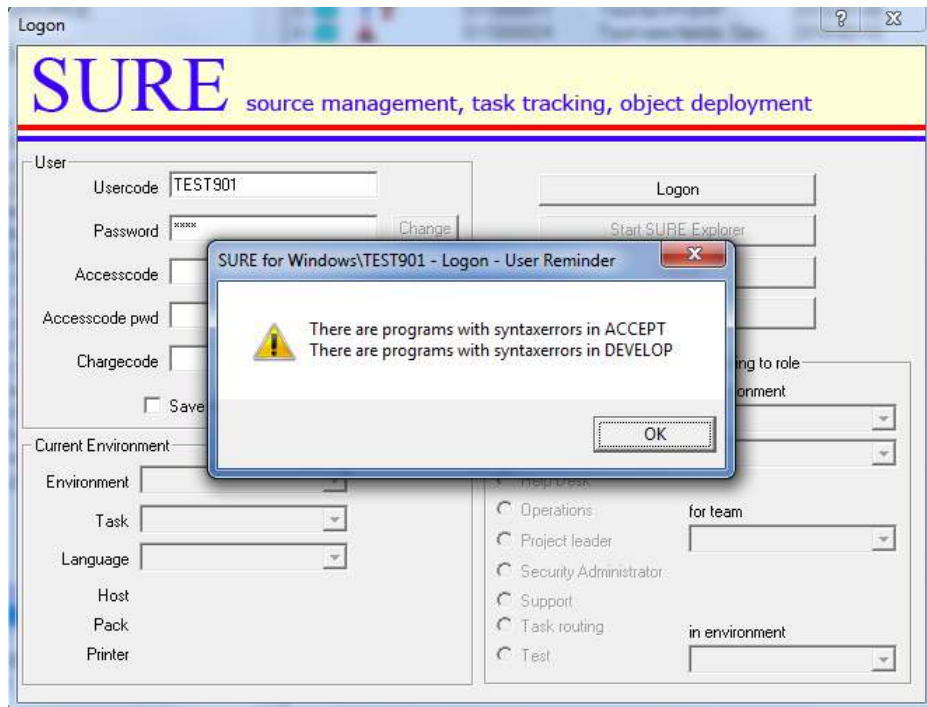 Logon
SURE source management, task tracking, object deployment
User
Usercode TEST901
Logon
Password **** Change
Start SURE Explorer
SURE for Windows\TEST901 - Logon - User Reminder
Accesscode
There are programs with syntaxerrors in ACCEPT
There are programs with syntaxerrors in DEVELOP
Accesscode pwd
Chargecode
ing to role
onment
Save
OK
Current Environment
Environment
Help Desk
Operations
for team
Task
Project leader
Language
Security Administrator
Host
Support
Pack
Task routing
in environment
Printer
Test